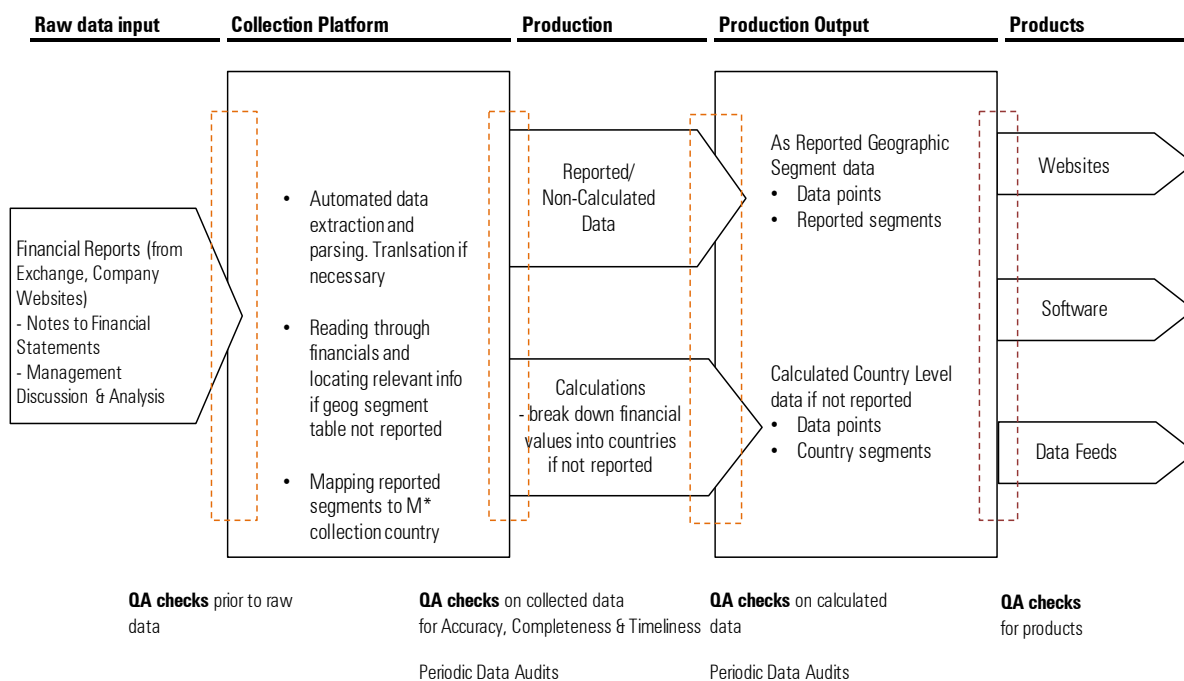 Raw data input
Collection Platform
Production
Production Output
Products
Financial Reports (from
Exchange, Company
Websites)
- Notes to Financial
Statements
- Management
Discussion & Analysis
• Automated data
extraction and
parsing. Tranlsation if
necessary
• Reading through
financials and
locating relevant info
if geog segment
table not reported
• Mapping reported
segments to M*
collection country
Reported/
Non-Calculated
Data
Calculations
- break down financial
values into countries
if not reported
As Reported Geographic
Segment data
• Data points
• Reported segments
Calculated Country Level
data if not reported
• Data points
• Country segments
Websites
Software
Data Feeds
QA checks prior to raw
data
QA checks on collected data
for Accuracy, Completeness & Timeliness
Periodic Data Audits
QA checks on calculated
data
Periodic Data Audits
QA checks
for products